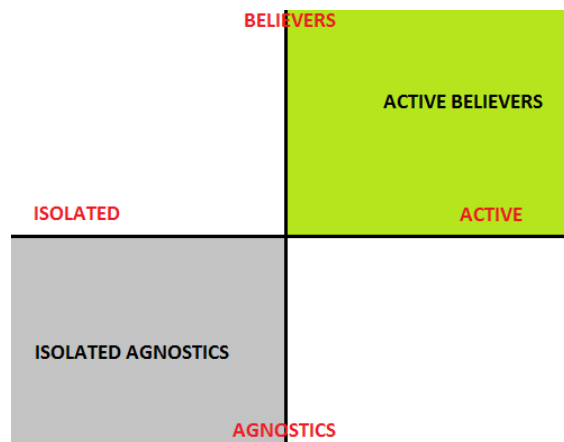 BELIEVERS
ACTIVE BELIEVERS
ISOLATED
ACTIVE
ISOLATED AGNOSTICS
AGNOSTICS